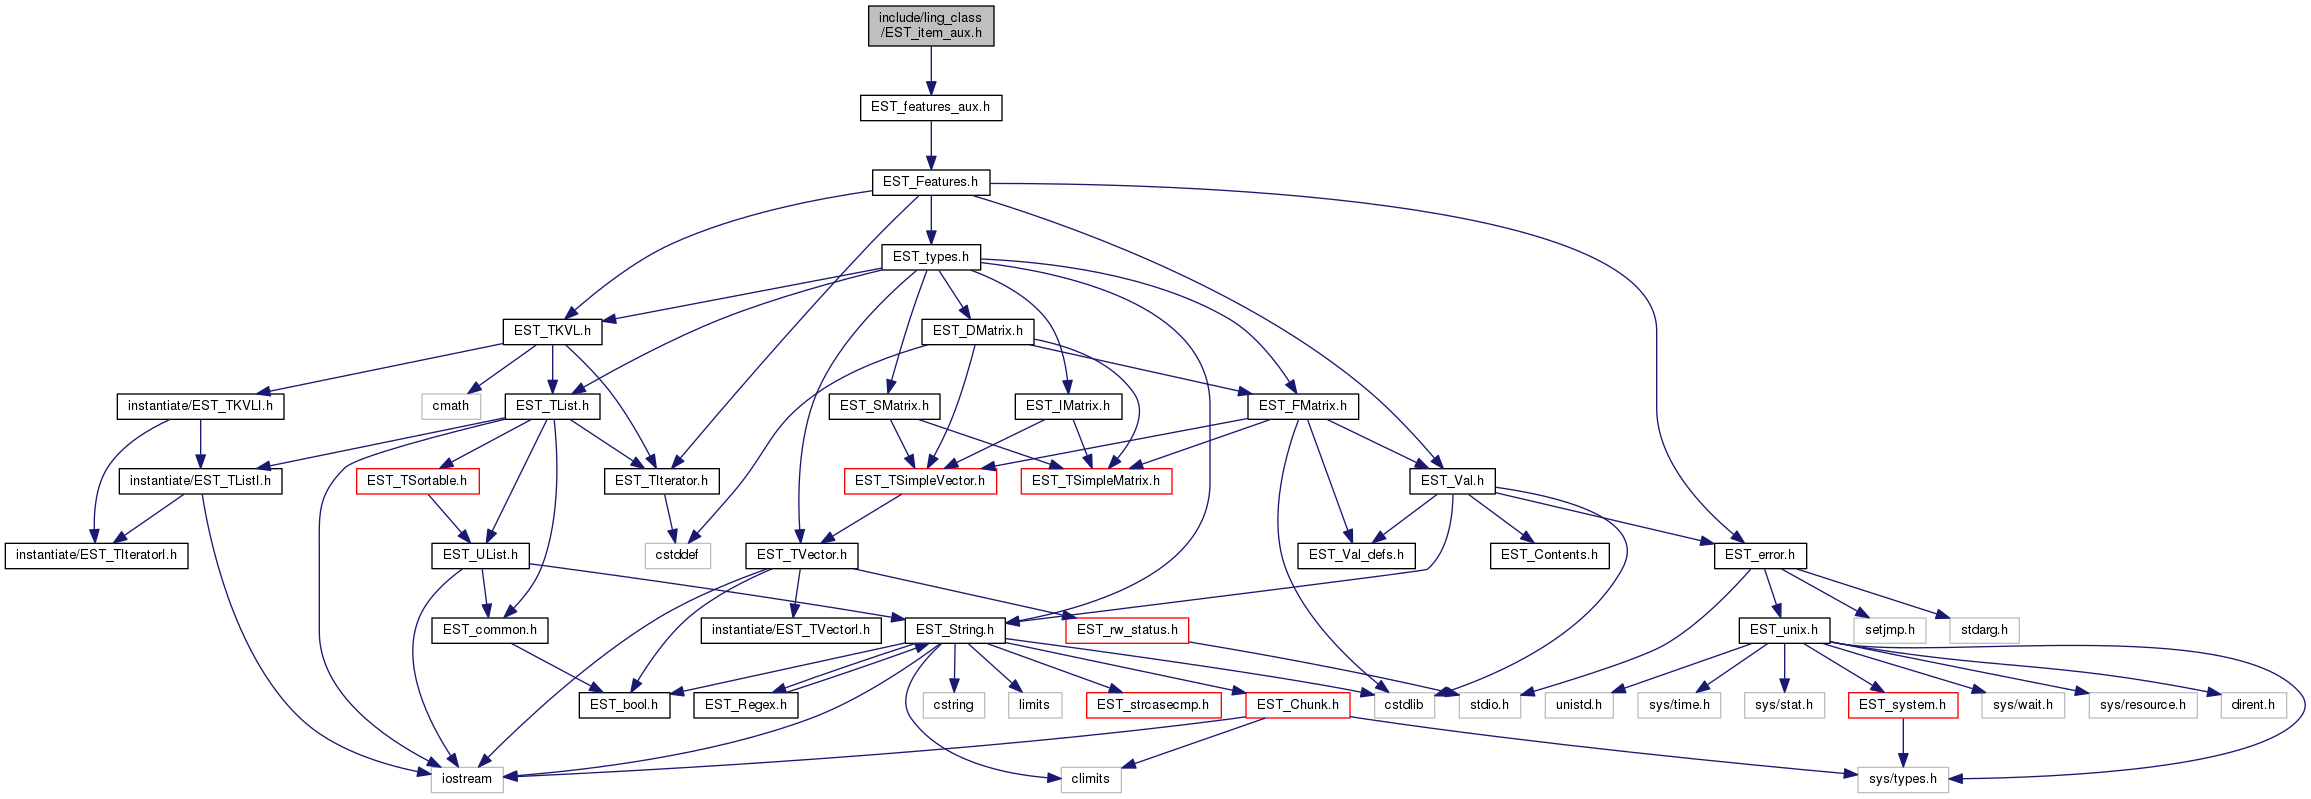 include/ling_class
/EST_item_aux.h
EST_features_aux.h
EST_Features.h
EST_types.h
EST_TKVL.h
EST_DMatrix.h
instantiate/EST_TKVLI.h
cmath
EST_TList.h
EST_SMatrix.h
EST_IMatrix.h
EST_FMatrix.h
instantiate/EST_TListI.h
EST_TSortable.h
EST_TIterator.h
EST_TSimpleVector.h
EST_TSimpleMatrix.h
EST_Val.h
instantiate/EST_TIteratorI.h
EST_UList.h
cstddef
EST_TVector.h
EST_Val_defs.h
EST_Contents.h
EST_error.h
EST_common.h
instantiate/EST_TVectorI.h
EST_String.h
EST_rw_status.h
EST_unix.h
setjmp.h
stdarg.h
EST_bool.h
EST_Regex.h
cstring
limits
EST_strcasecmp.h
EST_Chunk.h
cstdlib
stdio.h
unistd.h
sys/time.h
sys/stat.h
EST_system.h
sys/wait.h
sys/resource.h
dirent.h
iostream
climits
sys/types.h